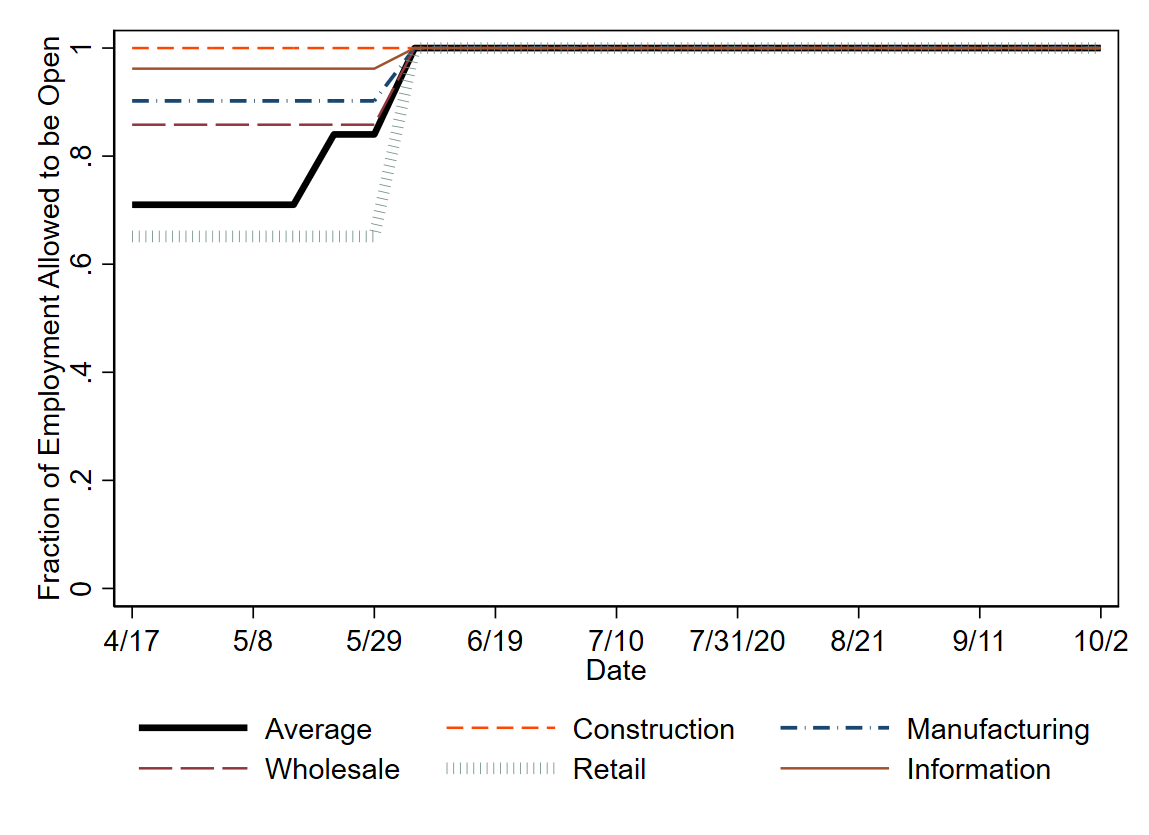 Fraction of Employment Allowed to be Open
1
.8
.6
.4
.2
0
4/17 5/8 5/29 6/19 7/10 7/31/20 8/21 9/11 10/2
Date
Average Construction Manufacturing
Wholesale Retail Information